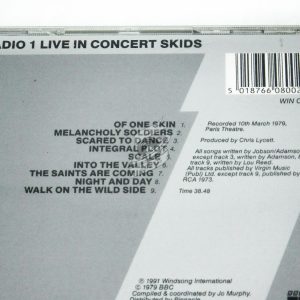 ADIO 1 LIVE IN CONCERT SKIDS
5 018766 08002
WIN C
OF ONE SKIN 1.
MELANCHOLY SOLDIERS 2.
SCARED TO DANCE 3.
INTEGRAL PLOT 4.
SCALE 5.
INTO THE VALLEY 6.
THE SAINTS ARE COMING 7.
NIGHT AND DAY 8.
WALK ON THE WILD SIDE 9.
Recorded 10th March 1979,
Paris Theatre.
Produced by Chris Lycett.
All songs written by Jobson/Adamson
except track 3, written by Adamson,
written by Lou Reed.
All tracks published by Virgin Music
(Publ) Ltd. except track 9, published by
RCA 1973.
Time 38.49
℗ 1991 Windsong International
© 1979 BBC
Compiled & coordinated by Jo Murphy.
Distributed by Pinnacle